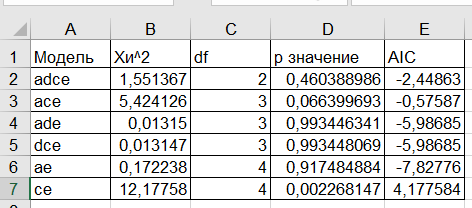 A B C D E
1 Модель Хи^2 df p значение AIC
2 adce 1,551367 2 0,460388986 -2,44863
3 ace 5,424126 3 0,066399693 -0,57587
4 ade 0,01315 3 0,993446341 -5,98685
5 dce 0,013147 3 0,993448069 -5,98685
6 ae 0,172238 4 0,917484884 -7,82776
7 ce 12,17758 4 0,002268147 4,177584